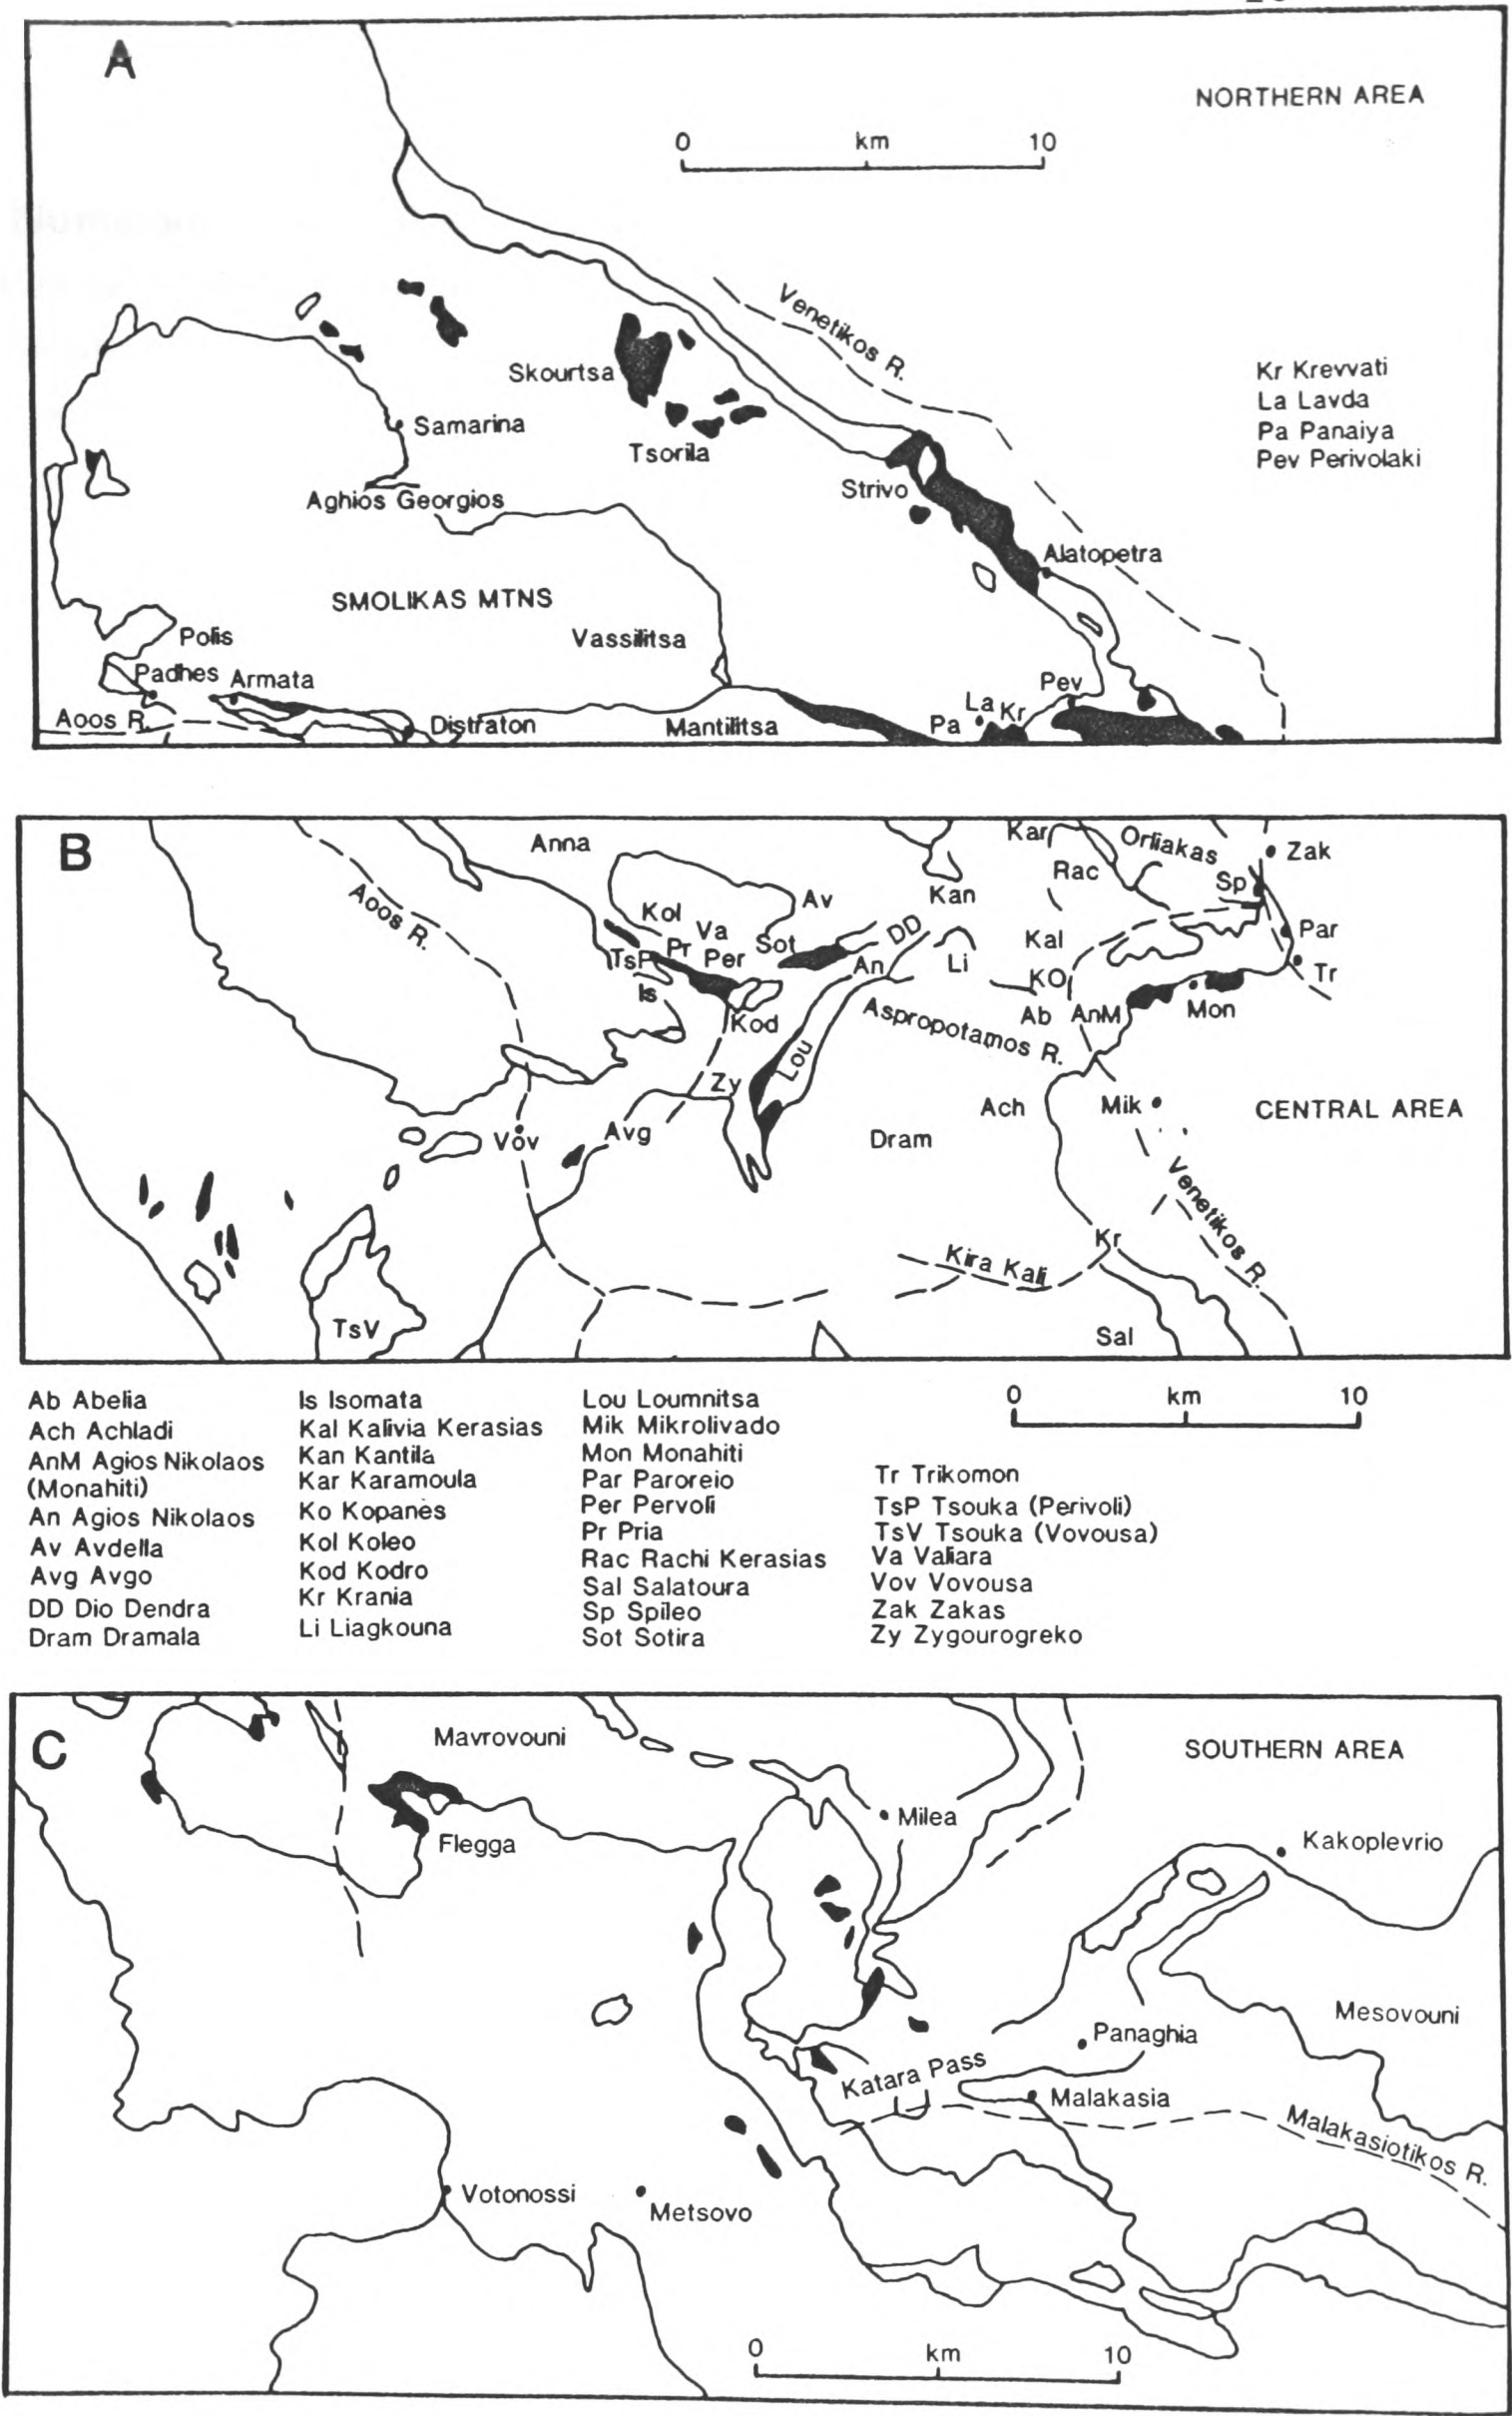 A
NORTHERN AREA
0 km 10
Venetikos R.
Skourtsa
Kr Krevvati
La Lavda
Pa Panaiya
Pev Perivolaki
Samarina
Tsorila
Strivo
Aghios Georgios
Alatopetra
SMOLIKAS MTNS
Polis
Vassilitsa
Padhes
Armata
Pev
La
Kr
Aoos R.
Distraton
Mantilitsa
Pa
B
Anna
Kar
Orliakas
Zak
Rac
Sp
Aoos R.
Kan
Av
Kol
Va
DD
Par
Sot
Kal
Pr
Per
TsP
An
Li
Tr
Is
KO
Kod
Aspropotamos R.
Ab
AnM
Mon
Lou
Zy
Ach
Mik
CENTRAL AREA
Vov
Avg
Dram
Venetikos R.
Kr
Kira Kali
TsV
Sal
0 km 10
Ab Abelia
Ach Achladi
AnM Agios Nikolaos
(Monahiti)
An Agios Nikolaos
Av Avdella
Avg Avgo
DD Dio Dendra
Dram Dramala
Is Isomata
Kal Kalivia Kerasias
Kan Kantila
Kar Karamoula
Ko Kopanes
Kol Koleo
Kod Kodro
Kr Krania
Li Liagkouna
Lou Loumnitsa
Mik Mikrolivado
Mon Monahiti
Par Paroreio
Per Pervoli
Pr Pria
Rac Rachi Kerasias
Sal Salatoura
Sp Spileo
Sot Sotira
Tr Trikomon
TsP Tsouka (Perivoli)
TsV Tsouka (Vovousa)
Va Valiara
Vov Vovousa
Zak Zakas
Zy Zygourogreko
C
Mavrovouni
SOUTHERN AREA
Milea
Flegga
Kakoplevrio
Mesovouni
Panaghia
Katara Pass
Malakasia
Malakasiotikos R.
Votonossi
Metsovo
0 km 10